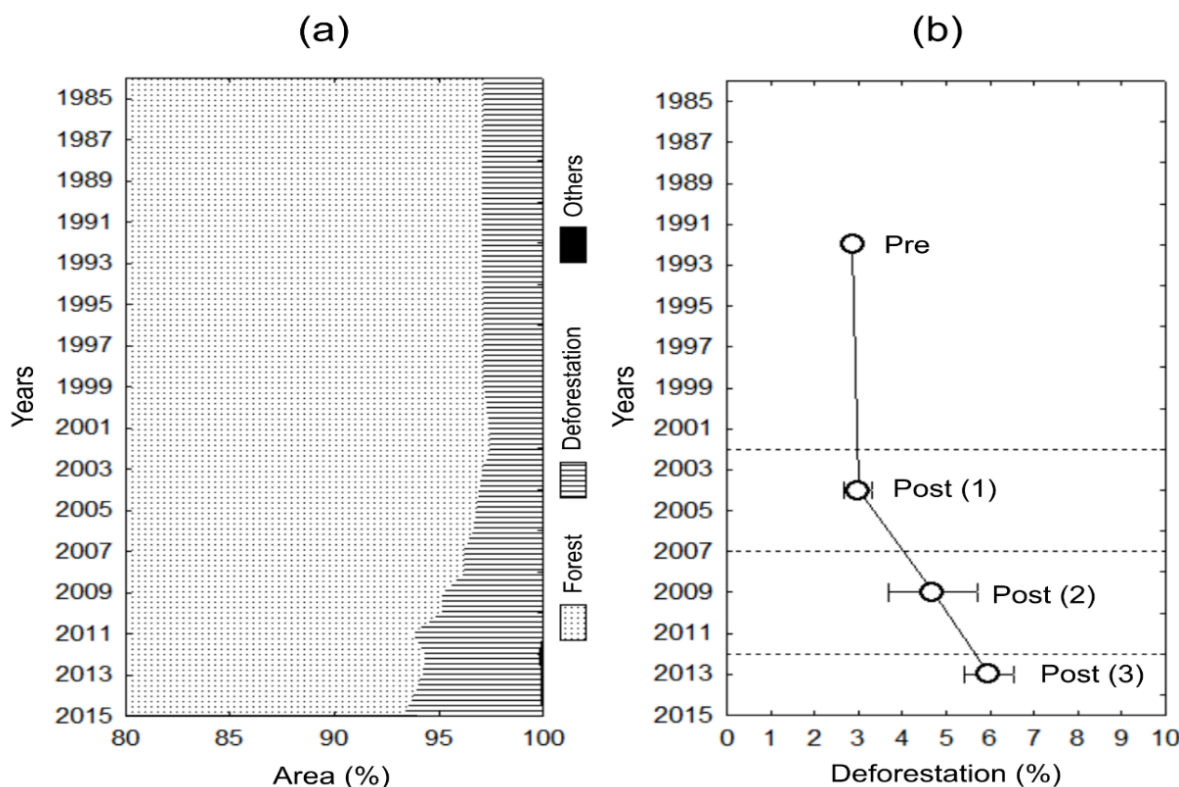 (a)
1985
1987
1989
1991
1993
1995
1997
1999
2001
2003
2005
2007
2009
2011
2013
2015
Years
80 85 90 95 100
Area (%)
Others
Deforestation
Forest
(b)
1985
1987
1989
1991
1993
1995
1997
1999
2001
2003
2005
2007
2009
2011
2013
2015
Years
Pre
Post (1)
Post (2)
Post (3)
0 1 2 3 4 5 6 7 8 9 10
Deforestation (%)